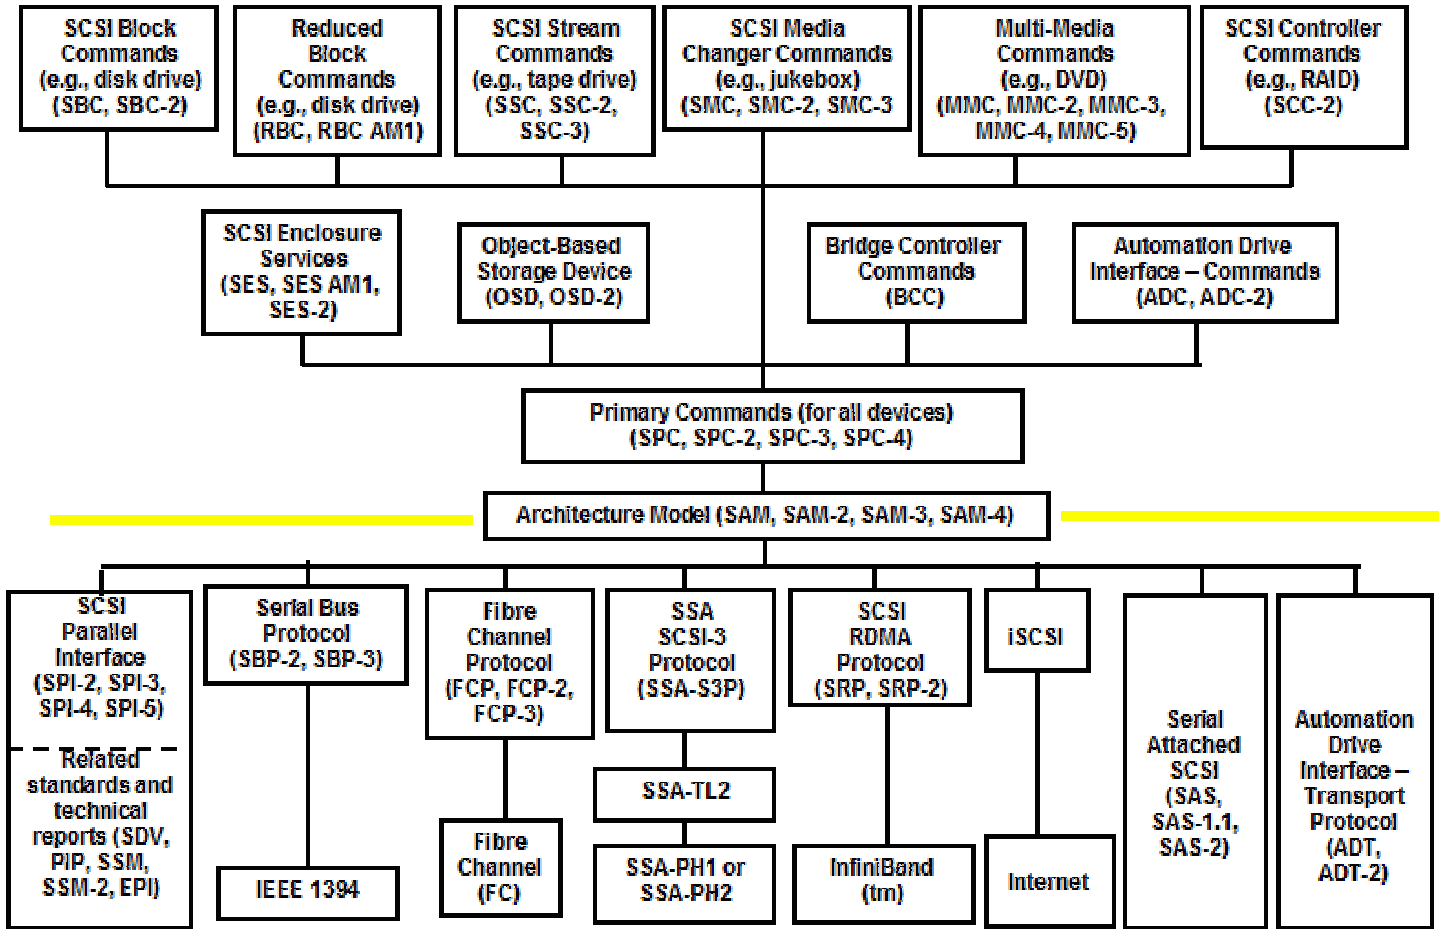 SCSI Block
Commands
(e.g., disk drive)
(SBC, SBC-2)
Reduced
Block
Commands
(e.g., disk drive)
(RBC, RBC AM1)
SCSI Stream
Commands
(e.g., tape drive)
(SSC, SSC-2,
SSC-3)
SCSI Media
Changer Commands
(e.g., jukebox)
(SMC, SMC-2, SMC-3
Multi-Media
Commands
(e.g., DVD)
(MMC, MMC-2, MMC-3,
MMC-4, MMC-5)
SCSI Controller
Commands
(e.g., RAID)
(SCC-2)
SCSI Enclosure
Services
(SES, SES AM1,
SES-2)
Object-Based
Storage Device
(OSD, OSD-2)
Bridge Controller
Commands
(BCC)
Automation Drive
Interface – Commands
(ADC, ADC-2)
Primary Commands (for all devices)
(SPC, SPC-2, SPC-3, SPC-4)
Architecture Model (SAM, SAM-2, SAM-3, SAM-4)
SCSI
Parallel
Interface
(SPI-2, SPI-3,
SPI-4, SPI-5)
Related
standards and
technical
reports (SDV,
PIP, SSM,
SSM-2, EPI)
Serial Bus
Protocol
(SBP-2, SBP-3)
IEEE 1394
Fibre
Channel
Protocol
(FCP, FCP-2,
FCP-3)
Fibre
Channel
(FC)
SSA
SCSI-3
Protocol
(SSA-S3P)
SSA-TL2
SSA-PH1 or
SSA-PH2
SCSI
RDMA
Protocol
(SRP, SRP-2)
InfiniBand
(tm)
iSCSI
Internet
Serial
Attached
SCSI
(SAS,
SAS-1.1,
SAS-2)
Automation
Drive
Interface –
Transport
Protocol
(ADT,
ADT-2)